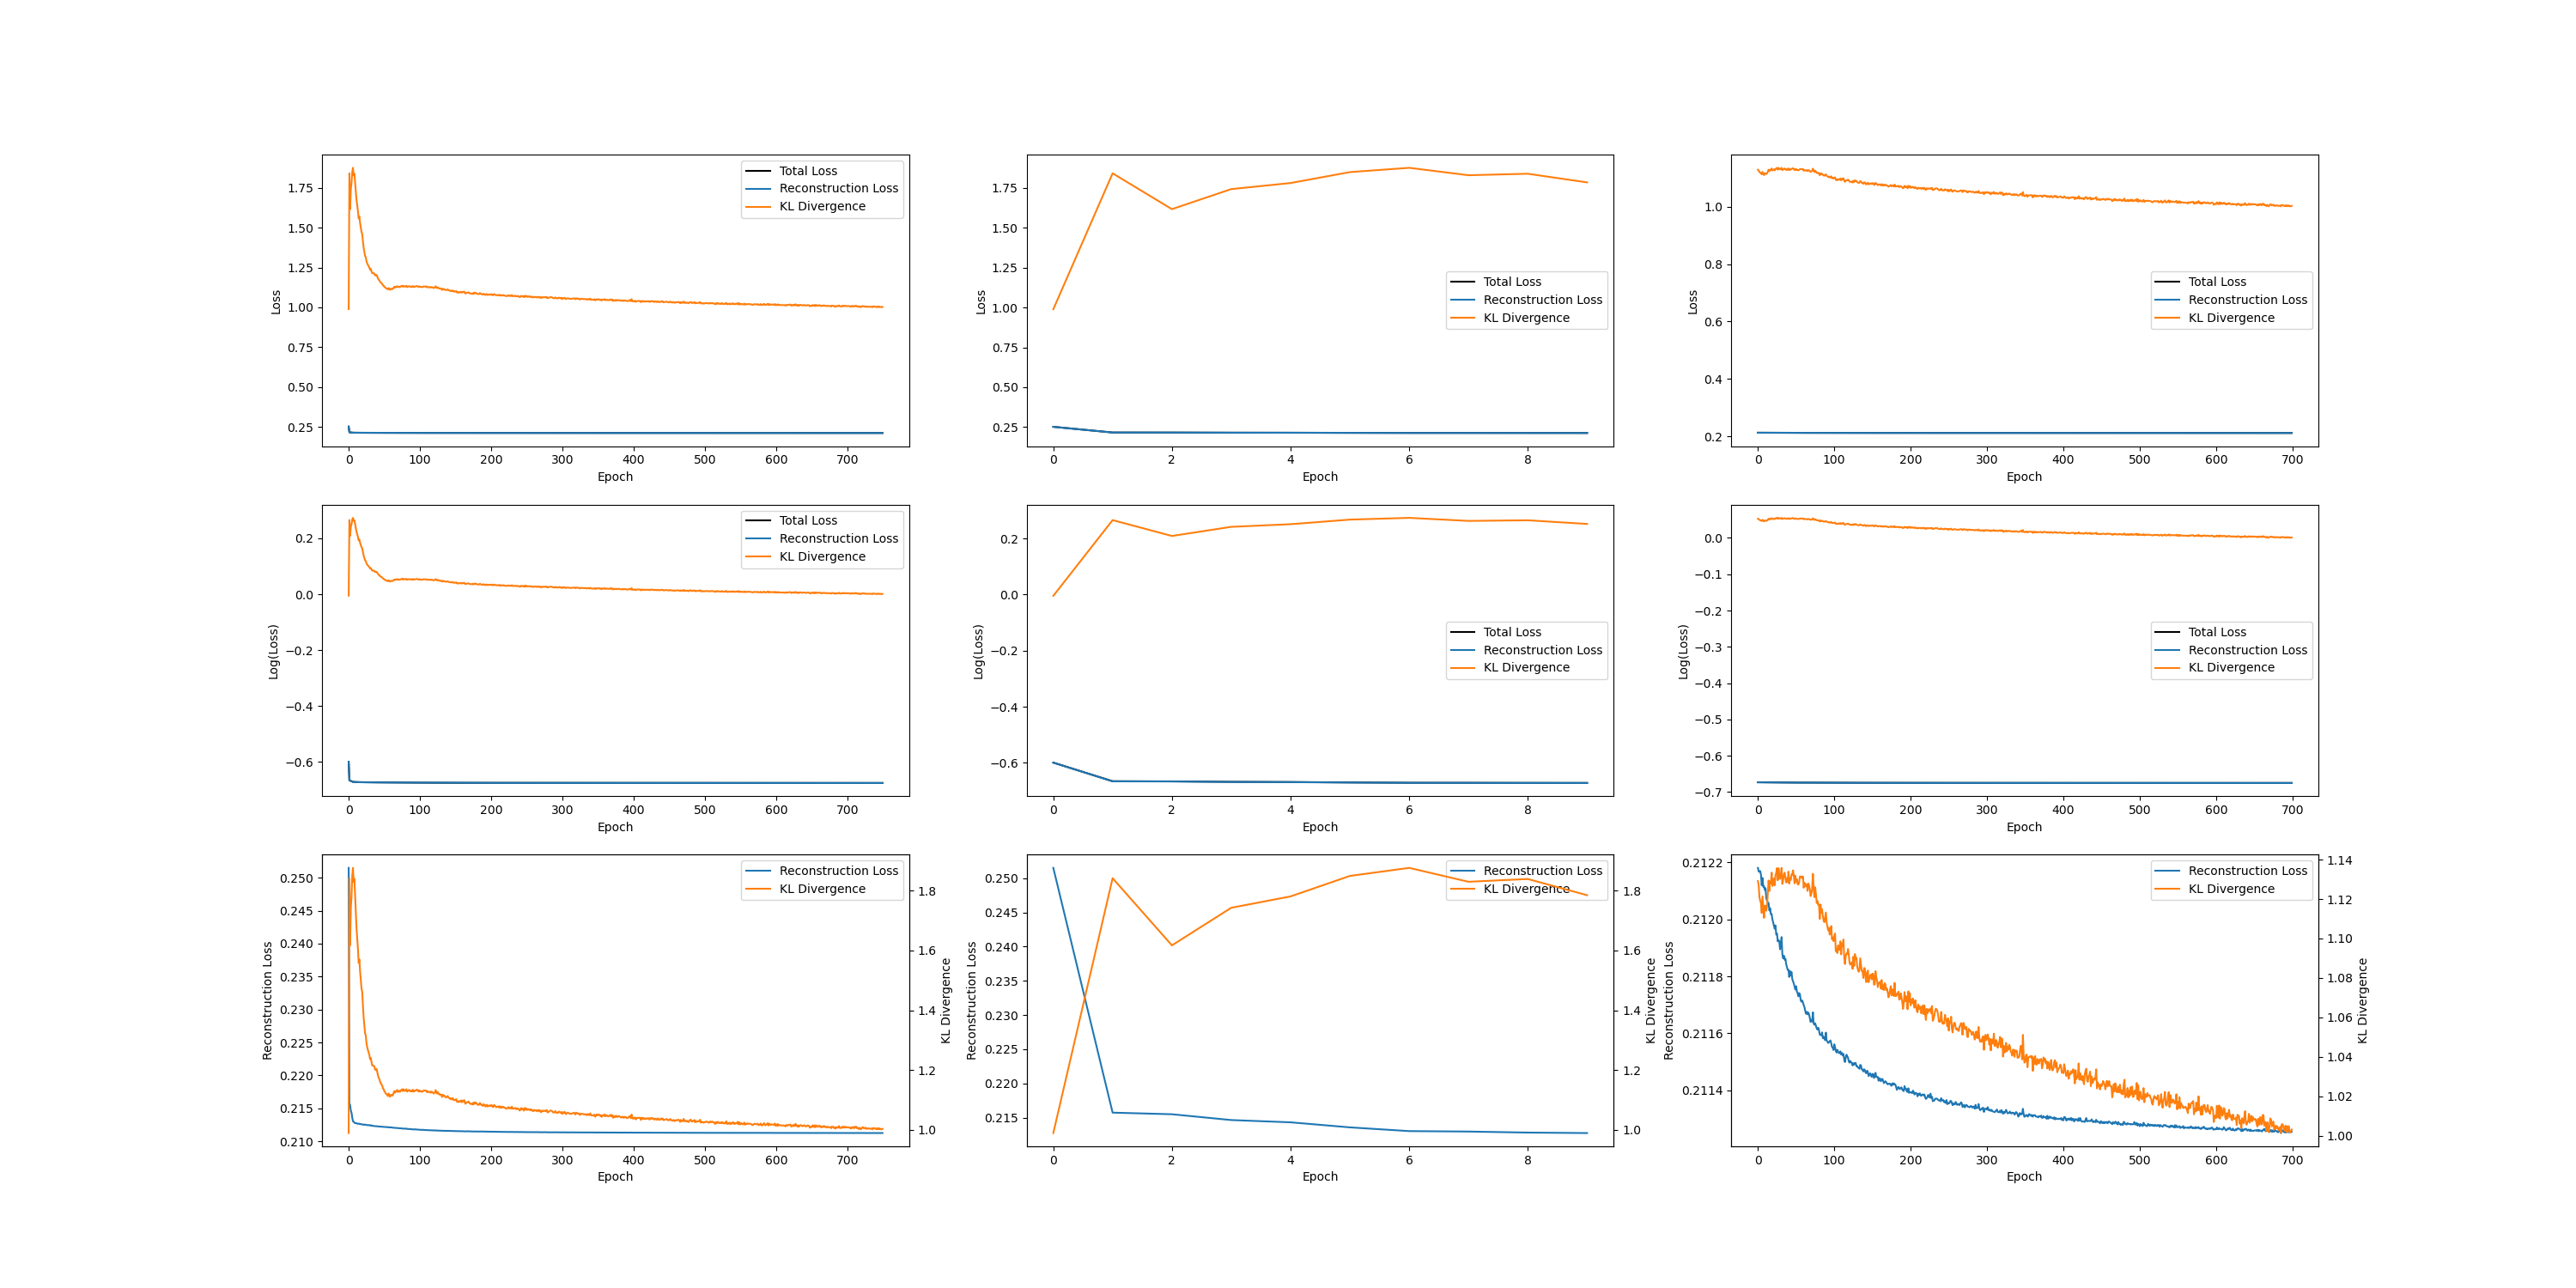 1.75
1.50
1.25
1.00
0.75
0.50
0.25
Loss
Total Loss
Reconstruction Loss
KL Divergence
0 100 200 300 400 500 600 700
Epoch
1.75
1.50
1.25
1.00
0.75
0.50
0.25
Loss
Total Loss
Reconstruction Loss
KL Divergence
0 2 4 6 8
Epoch
1.0
0.8
0.6
0.4
0.2
Loss
Total Loss
Reconstruction Loss
KL Divergence
0 100 200 300 400 500 600 700
Epoch
0.2
0.0
−0.2
−0.4
−0.6
Log(Loss)
Total Loss
Reconstruction Loss
KL Divergence
0 100 200 300 400 500 600 700
Epoch
0.2
0.0
−0.2
−0.4
−0.6
Log(Loss)
Total Loss
Reconstruction Loss
KL Divergence
0 2 4 6 8
Epoch
0.0
−0.1
−0.2
−0.3
−0.4
−0.5
−0.6
−0.7
Log(Loss)
Total Loss
Reconstruction Loss
KL Divergence
0 100 200 300 400 500 600 700
Epoch
0.250
0.245
0.240
0.235
0.230
0.225
0.220
0.215
0.210
Reconstruction Loss
Reconstruction Loss
KL Divergence
1.8
1.6
1.4
1.2
1.0
KL Divergence
0 100 200 300 400 500 600 700
Epoch
0.250
0.245
0.240
0.235
0.230
0.225
0.220
0.215
Reconstruction Loss
Reconstruction Loss
KL Divergence
1.8
1.6
1.4
1.2
1.0
KL Divergence
0 2 4 6 8
Epoch
0.2122
0.2120
0.2118
0.2116
0.2114
Reconstruction Loss
Reconstruction Loss
KL Divergence
1.14
1.12
1.10
1.08
1.06
1.04
1.02
1.00
KL Divergence
0 100 200 300 400 500 600 700
Epoch